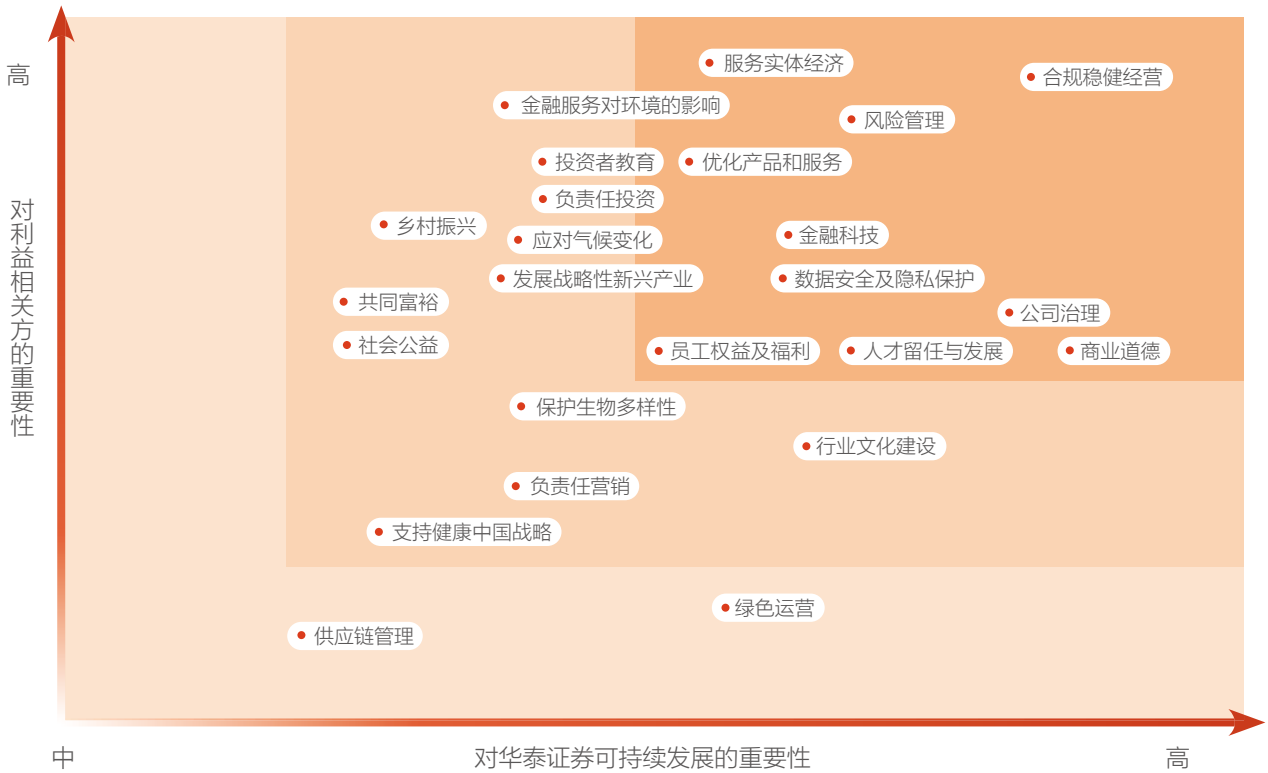 高
对利益相关方的重要性
服务实体经济
合规稳健经营
金融服务对环境的影响
风险管理
投资者教育
优化产品和服务
负责任投资
乡村振兴
应对气候变化
金融科技
发展战略性新兴产业
数据安全及隐私保护
共同富裕
公司治理
社会公益
员工权益及福利
人才留任与发展
商业道德
保护生物多样性
行业文化建设
负责任营销
支持健康中国战略
绿色运营
供应链管理
中
对华泰证券可持续发展的重要性
高